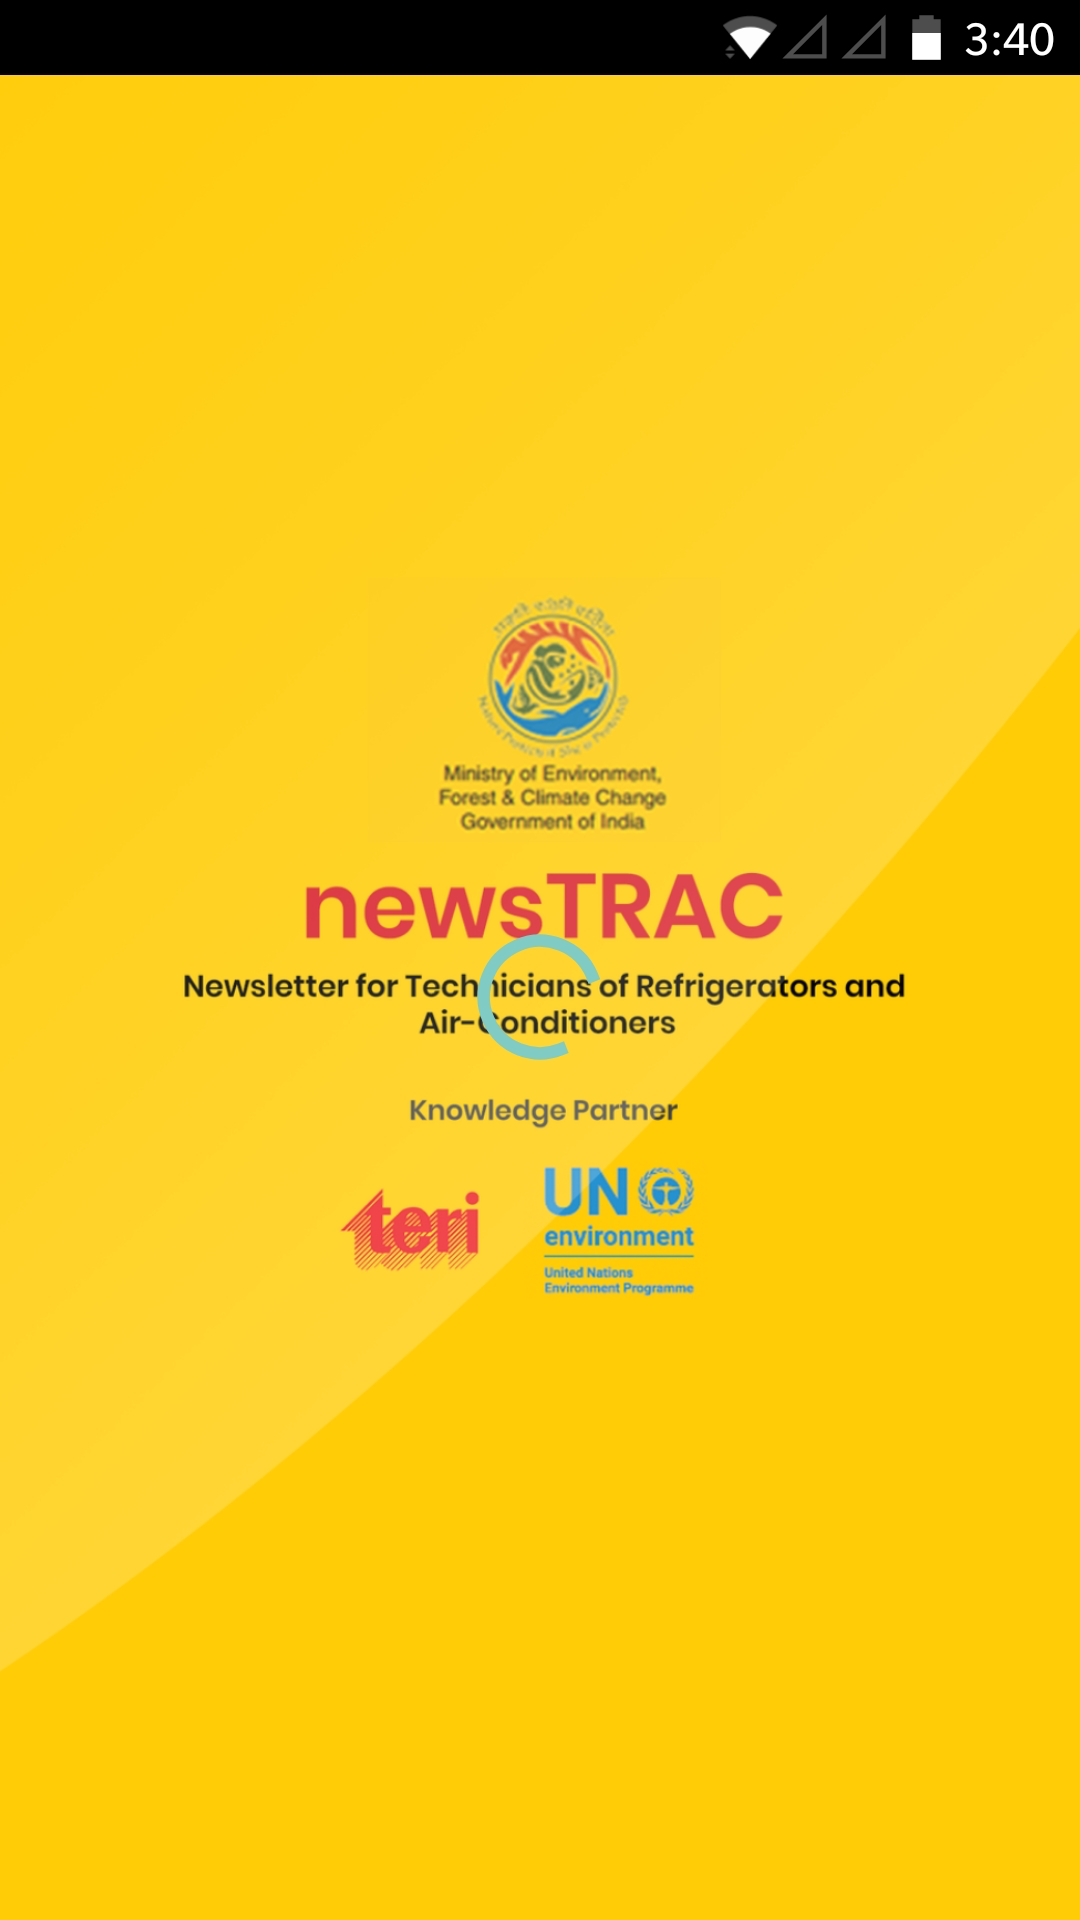 3:40
Ministry of Environment,
Forest & Climate Change
Government of India
newsTRAC
Newsletter for Technicians of Refrigerators and
Air-Conditioners
Knowledge Partner
teri
UN
environment
United Nations
Environment Programme